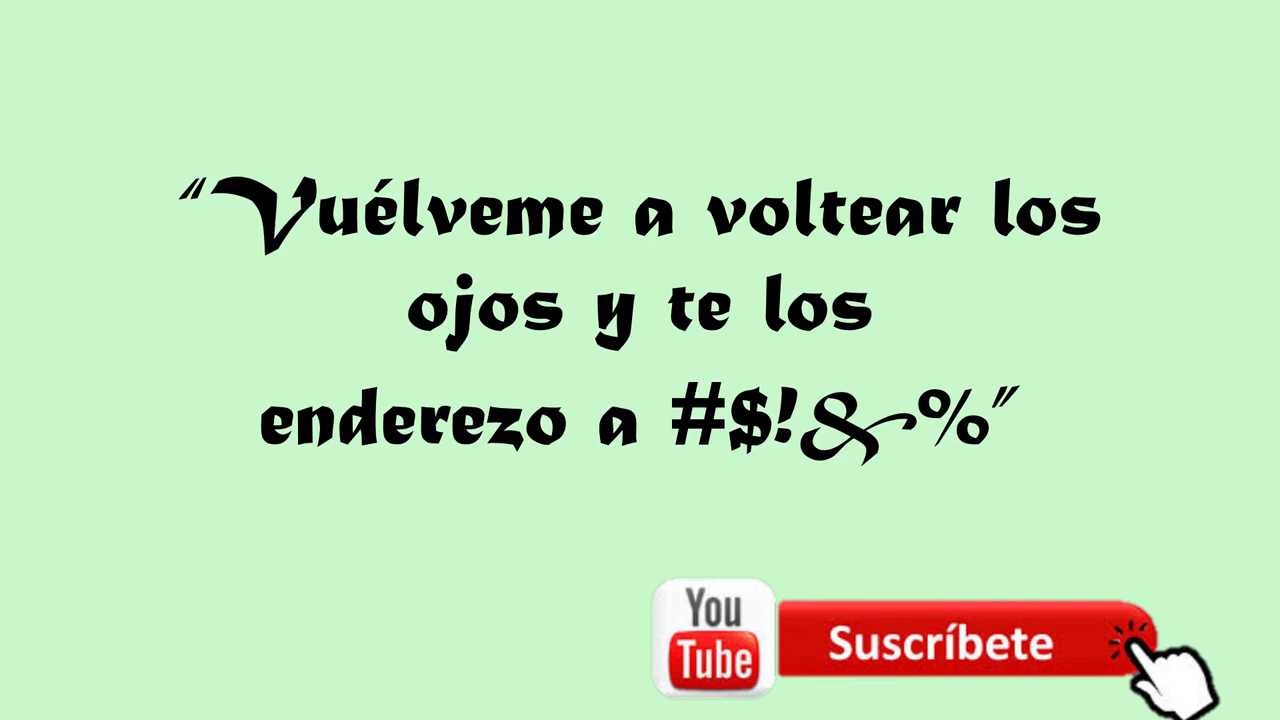 “Vuélveme a voltear los
ojos y te los
enderezo a #$!&%”
You
Tube
Suscríbete